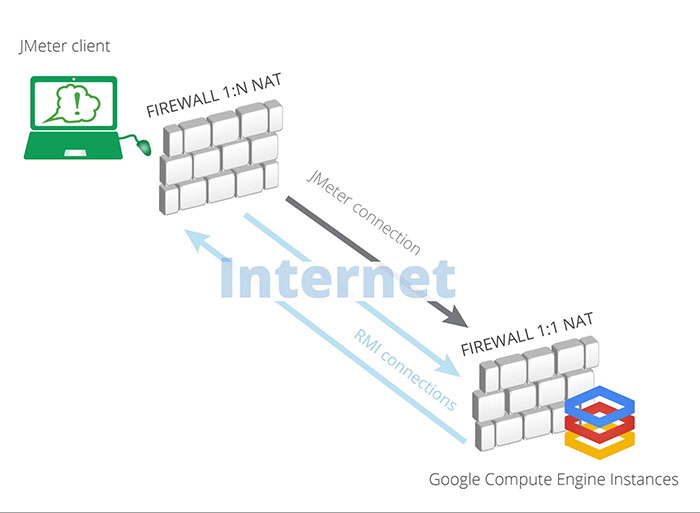 JMeter client
FIREWALL 1:N NAT
!
JMeter connection
Internet
RMI connections
FIREWALL 1:1 NAT
Google Compute Engine Instances